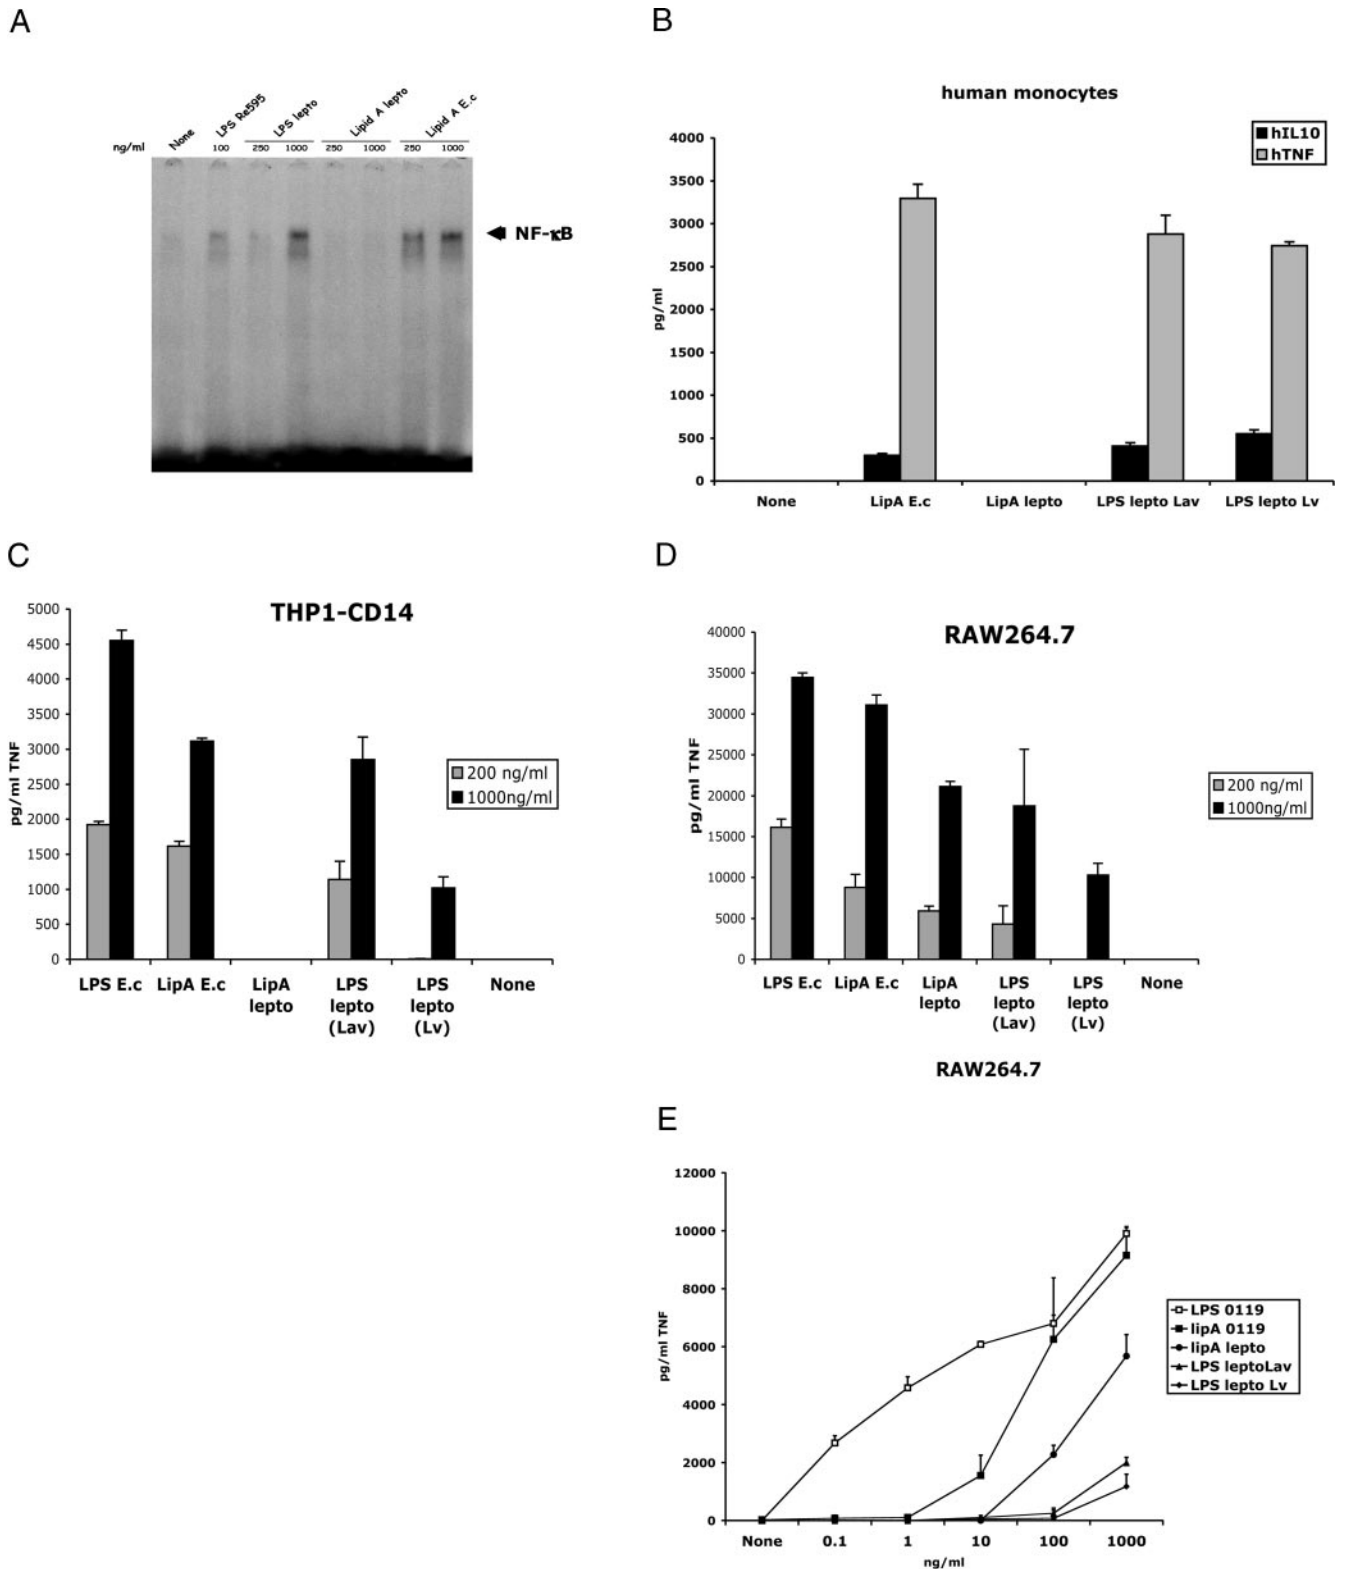 A
None
LPS Re595
LPS lepto
Lipid A lepto
Lipid A E.c
ng/ml
100
250
1000
250
1000
250
1000
NF-κB
B
human monocytes
hIL10
hTNF
4000
3500
3000
2500
2000
1500
1000
500
0
pg/ml
None
LipA E.c
LipA lepto
LPS lepto Lav
LPS lepto Lv
C
THP1-CD14
5000
4500
4000
3500
3000
2500
2000
1500
1000
500
0
pg/ml TNF
200 ng/ml
1000ng/ml
LPS E.c
LipA E.c
LipA
lepto
LPS
lepto
(Lav)
LPS
lepto
(Lv)
None
D
RAW264.7
40000
35000
30000
25000
20000
15000
10000
5000
0
pg/ml TNF
200 ng/ml
1000ng/ml
LPS E.c
LipA E.c
LipA
lepto
LPS
lepto
(Lav)
LPS
lepto
(Lv)
None
RAW264.7
E
12000
10000
8000
6000
4000
2000
0
pg/ml TNF
LPS 0119
lipA 0119
lipA lepto
LPS leptoLav
LPS lepto Lv
None
0.1
1
10
100
1000
ng/ml